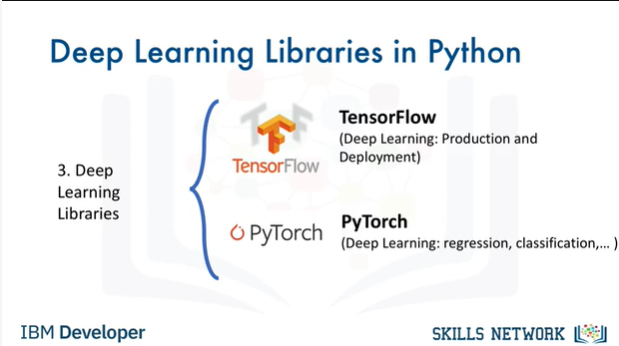 Deep Learning Libraries in Python
3. Deep
Learning
Libraries
TensorFlow
TensorFlow
(Deep Learning: Production and
Deployment)
PyTorch
PyTorch
(Deep Learning: regression, classification,... )
IBM Developer
SKILLS NETWORK